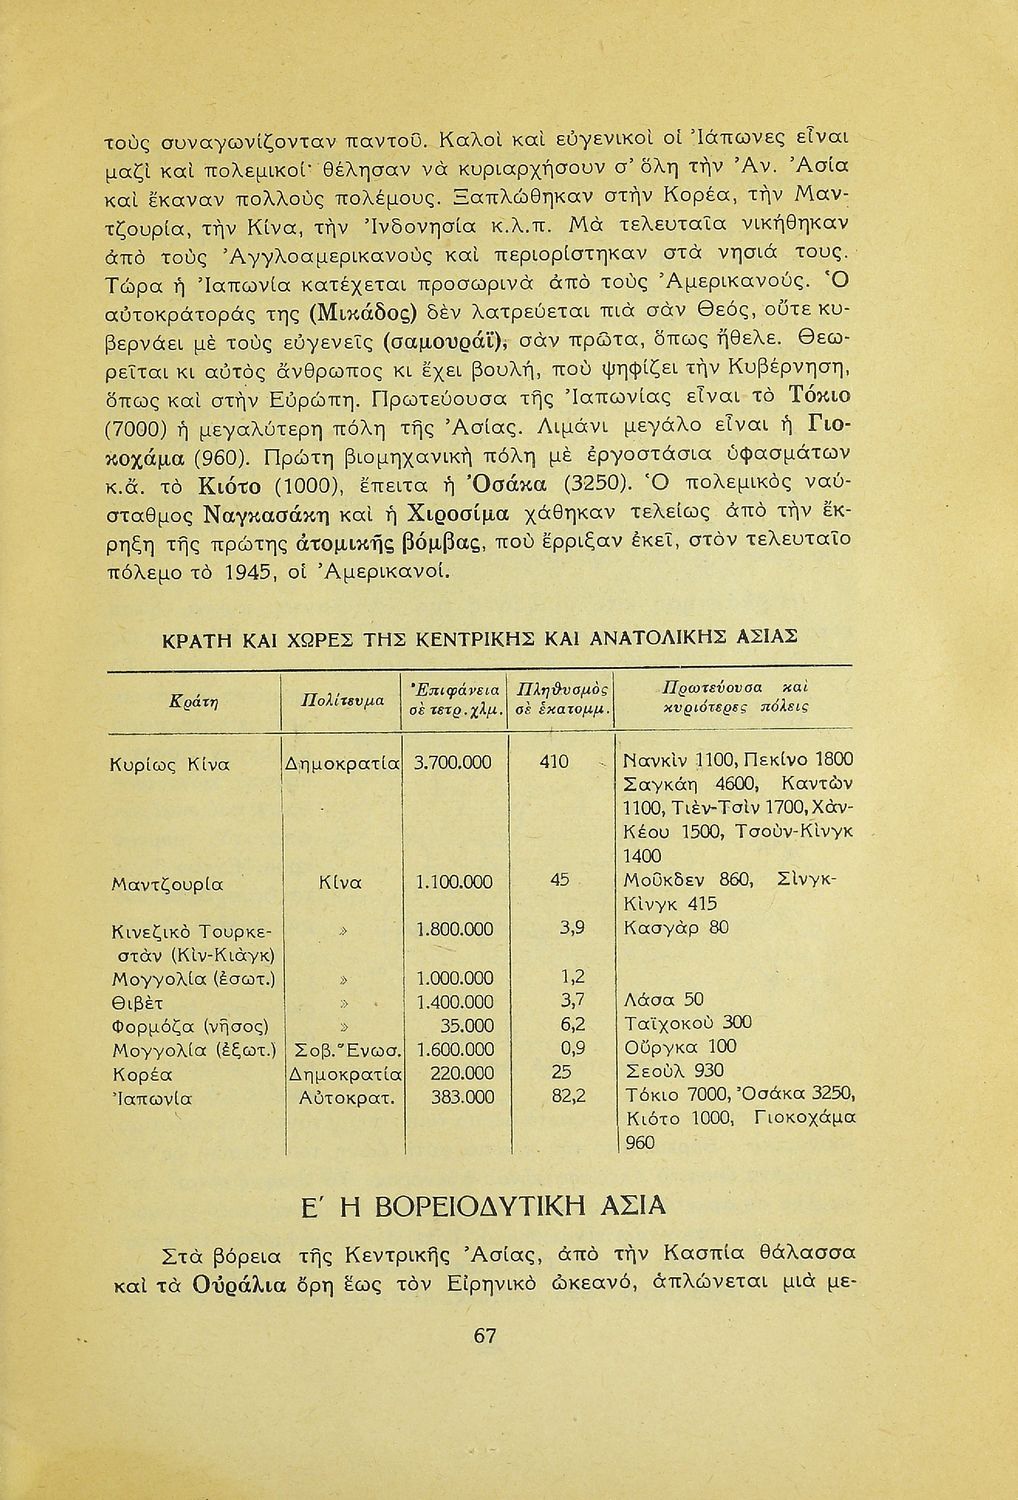 τοὺς συναγωνίζονταν παντοῦ. Καλοὶ καὶ εὐγενικοὶ οἱ Ἰάπωνες εἶναι
μαζὶ καὶ πολεμικοί· θέλησαν νὰ κυριαρχήσουν σ' ὅλη τὴν Ἀν. Ἀσία
καὶ ἔκαναν πολλοὺς πολέμους. Ξαπλώθηκαν στὴν Κορέα, τὴν Μαν-
τζουρία, τὴν Κίνα, τὴν Ἰνδονησία κ.λ.π. Μὰ τελευταῖα νικήθηκαν
ἀπὸ τοὺς Ἀγγλοαμερικανοὺς καὶ περιορίστηκαν στὰ νησιά τους.
Τώρα ἡ Ἰαπωνία κατέχεται προσωρινὰ ἀπὸ τοὺς Ἀμερικανούς. Ὁ
αὐτοκράτοράς της (Μικάδος) δὲν λατρεύεται πιὰ σὰν Θεός, οὔτε κυ-
βερνάει μὲ τοὺς εὐγενεῖς (σαμουράϊ), σὰν πρῶτα, ὅπως ἤθελε. Θεω-
ρεῖται κι αὐτὸς ἄνθρωπος κι ἔχει βουλή, ποὺ ψηφίζει τὴν Κυβέρνηση,
ὅπως καὶ στὴν Εὐρώπη. Πρωτεύουσα τῆς Ἰαπωνίας εἶναι τὸ Τόκιο
(7000) ἡ μεγαλύτερη πόλη τῆς Ἀσίας. Λιμάνι μεγάλο εἶναι ἡ Γιο-
κοχάμα (960). Πρώτη βιομηχανικὴ πόλη μὲ ἐργοστάσια ὑφασμάτων
κ.ἄ. τὸ Κιότο (1000), ἔπειτα ἡ Ὀσάκα (3250). Ὁ πολεμικὸς ναύ-
σταθμος Ναγκασάκη καὶ ἡ Χιροσίμα χάθηκαν τελείως ἀπὸ τὴν ἔκ-
ρηξη τῆς πρώτης ἀτομικῆς βόμβας, ποὺ ἔρριξαν ἐκεῖ, στὸν τελευταῖο
πόλεμο τὸ 1945, οἱ Ἀμερικανοί.
ΚΡΑΤΗ ΚΑΙ ΧΩΡΕΣ ΤΗΣ ΚΕΝΤΡΙΚΗΣ ΚΑΙ ΑΝΑΤΟΛΙΚΗΣ ΑΣΙΑΣ
Κράτη Πολίτευμα Ἐπιφάνεια σὲ τετρ.χλμ. Πληθυσμὸς σὲ ἑκατομμ. Πρωτεύουσα καὶ κυριότερες πόλεις
Κυρίως Κίνα Δημοκρατία 3.700.000 410 Νανκὶν 1100, Πεκίνο 1800
Σαγκάη 4600, Καντὼν
1100, Τιὲν-Τσὶν 1700, Χὰν-
Κέου 1500, Τσοὺν-Κὶνγκ
1400
Μαντζουρία Κίνα 1.100.000 45 Μοῦκδεν 860, Σὶνγκ-
Κὶνγκ 415
Κινεζικὸ Τουρκε- » 1.800.000 3,9 Κασγὰρ 80
στὰν (Κὶν-Κιὰγκ)
Μογγολία (ἐσωτ.) » 1.000.000 1,2
Θιβὲτ » 1.400.000 3,7 Λάσα 50
Φορμόζα (νῆσος) » 35.000 6,2 Ταϊχοκοὺ 300
Μογγολία (ἐξωτ.) Σοβ. Ἕνωσ. 1.600.000 0,9 Οὔργκα 100
Κορέα Δημοκρατία 220.000 25 Σεοὺλ 930
Ἰαπωνία Αὐτοκρατ. 383.000 82,2 Τόκιο 7000, Ὀσάκα 3250,
Κιότο 1000, Γιοκοχάμα
960
Ε' Η ΒΟΡΕΙΟΔΥΤΙΚΗ ΑΣΙΑ
Στὰ βόρεια τῆς Κεντρικῆς Ἀσίας, ἀπὸ τὴν Κασπία θάλασσα
καὶ τὰ Οὐράλια ὄρη ἕως τὸν Εἰρηνικὸ ὠκεανό, ἁπλώνεται μιὰ με-
67